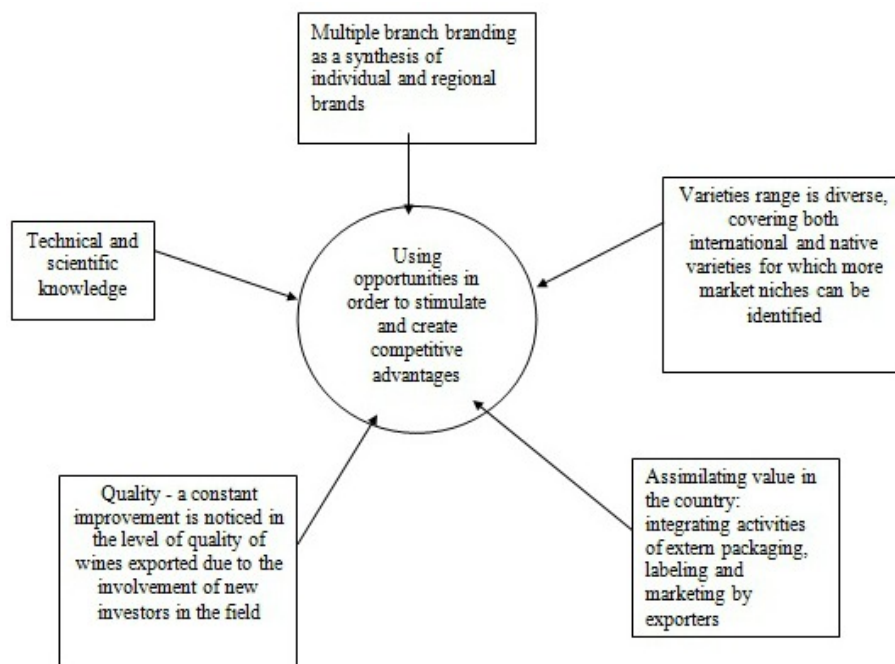 Multiple branch branding
as a synthesis of
individual and regional
brands
Technical and
scientific
knowledge
Using
opportunities in
order to stimulate
and create
competitive
advantages
Varieties range is diverse,
covering both
international and native
varieties for which more
market niches can be
identified
Quality - a constant
improvement is noticed in
the level of quality of
wines exported due to the
involvement of new
investors in the field
Assimilating value in
the country:
integrating activities
of extern packaging,
labeling and
marketing by
exporters